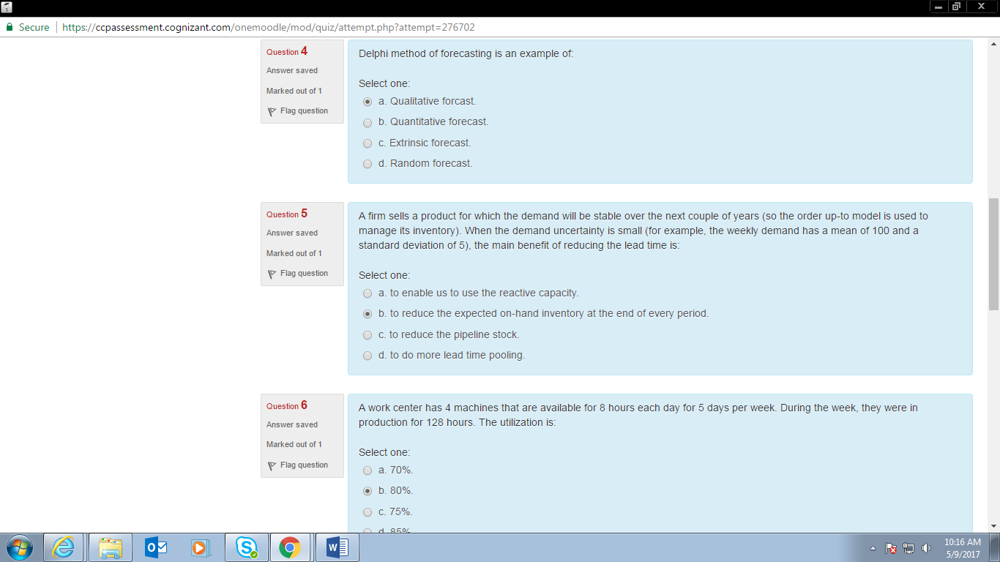 Secure https://ccpassessment.cognizant.com/onemoodle/mod/quiz/attempt.php?attempt=276702
Question 4
Answer saved
Marked out of 1
Flag question
Delphi method of forecasting is an example of:
Select one:
a. Qualitative forcast.
b. Quantitative forecast.
c. Extrinsic forecast.
d. Random forecast.
Question 5
Answer saved
Marked out of 1
Flag question
A firm sells a product for which the demand will be stable over the next couple of years (so the order up-to model is used to
manage its inventory). When the demand uncertainty is small (for example, the weekly demand has a mean of 100 and a
standard deviation of 5), the main benefit of reducing the lead time is:
Select one:
a. to enable us to use the reactive capacity.
b. to reduce the expected on-hand inventory at the end of every period.
c. to reduce the pipeline stock.
d. to do more lead time pooling.
Question 6
Answer saved
Marked out of 1
Flag question
A work center has 4 machines that are available for 8 hours each day for 5 days per week. During the week, they were in
production for 128 hours. The utilization is:
Select one:
a. 70%.
b. 80%.
c. 75%.
d. 85%
10:16 AM
5/9/2017